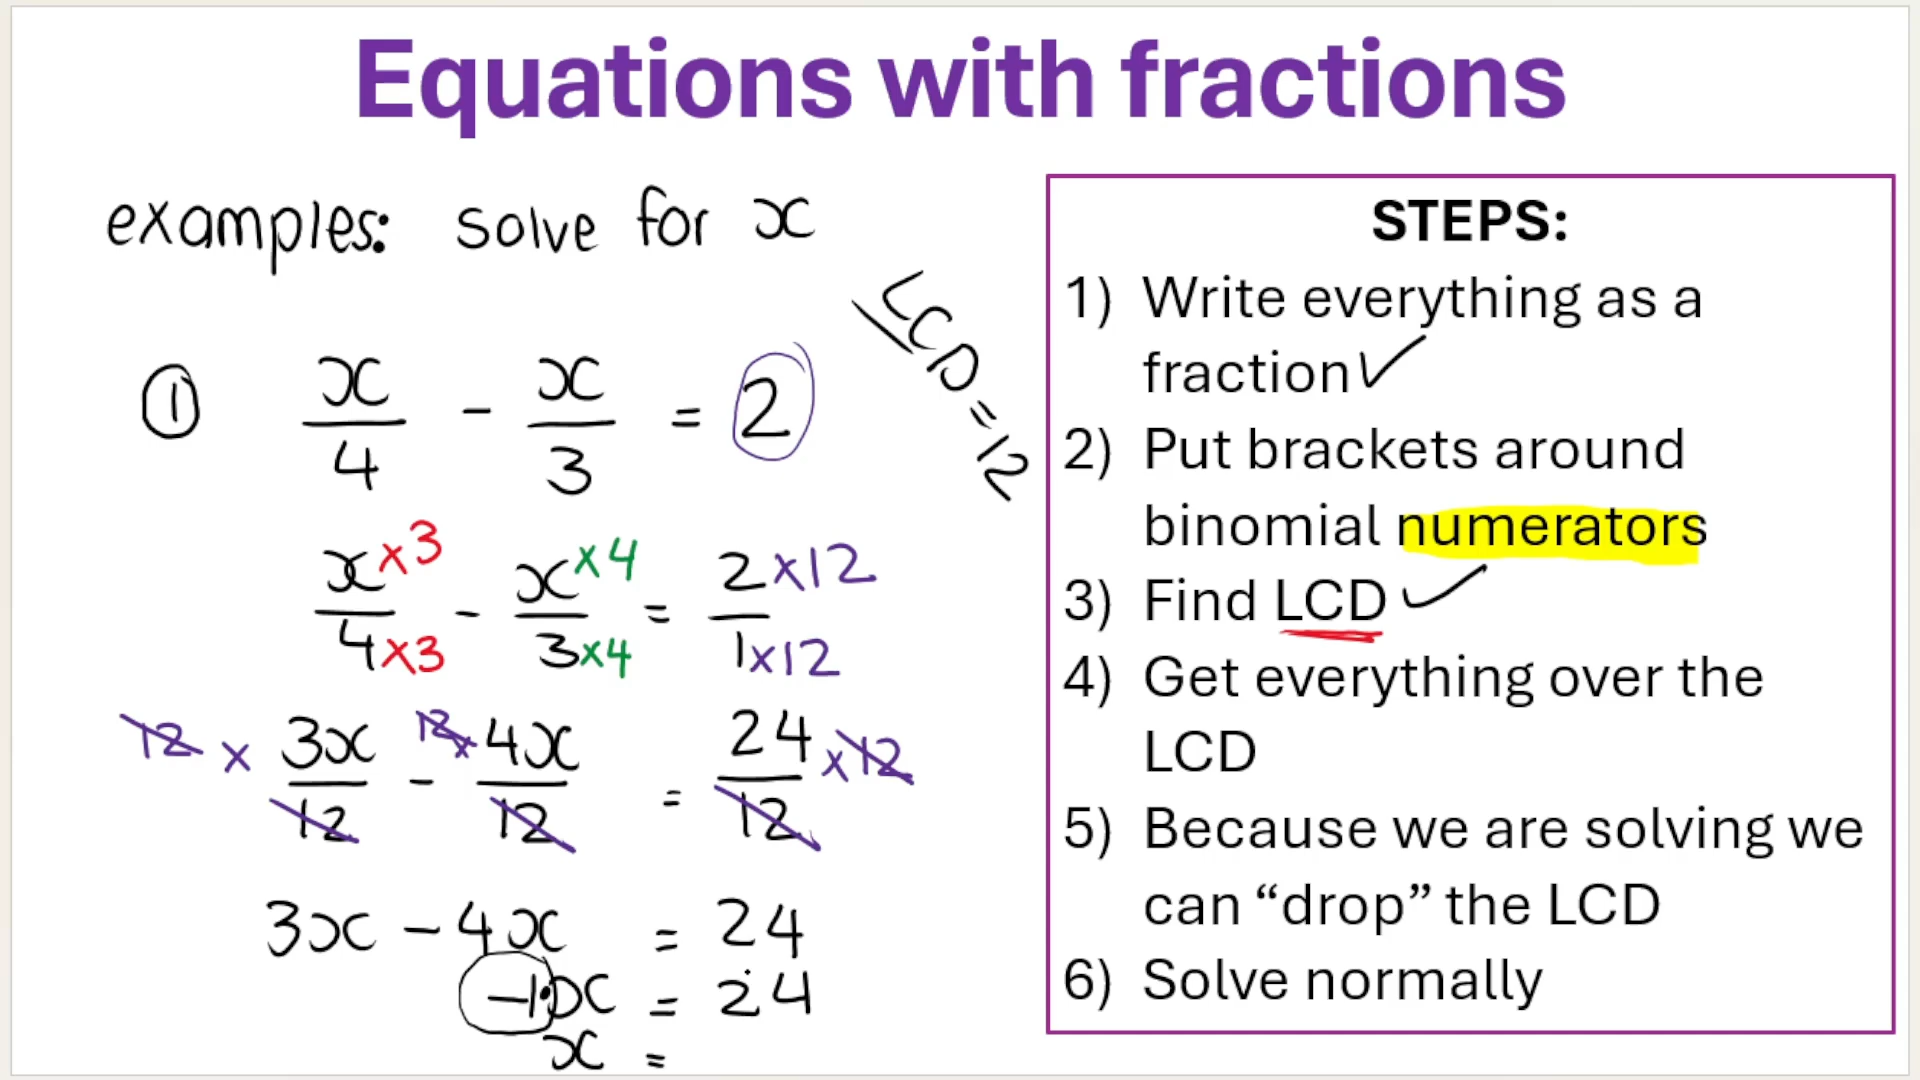 Equations with fractions
examples: solve for x
LCD = 12
① x/4 - x/3 = 2
x×3/4×3 - x×4/3×4 = 2×12/1×12
12 × 3x/12 - 12× 4x/12 = 24/12 ×12
3x - 4x = 24
-1·x = 24
x =
STEPS:
1) Write everything as a
fraction✓
2) Put brackets around
binomial numerators
3) Find LCD ✓
4) Get everything over the
LCD
5) Because we are solving we
can “drop” the LCD
6) Solve normally